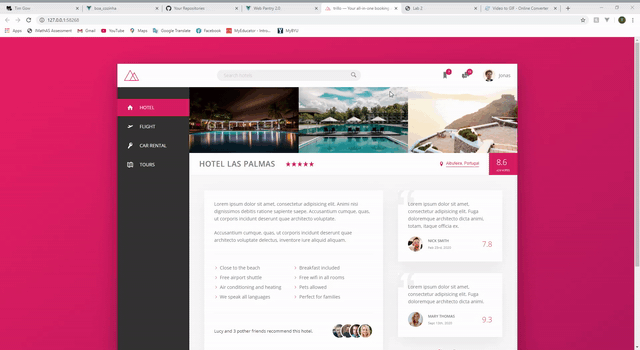 Tim Grow
Your Repositories
Web Pantry 3.0
trillo — Your all-in-one booking
Lab 2
Video to GIF - Online Converter
127.0.0.1:58268
Apps
IMathAS Assessment
Gmail
YouTube
Maps
Google Translate
Facebook
MyEducator - Intro...
MyBYU
Search hotels
Jonas
HOTEL
FLIGHT
CAR RENTAL
TOURS
HOTEL LAS PALMAS
Albufeira, Portugal
8.6
Lorem ipsum dolor sit amet, consectetur adipisicing elit. Animi nisi
dignissimos debitis ratione sapiente saepe. Accusantium cumque, quas,
ut corporis incidunt deserunt quae architecto voluptate.
Accusantium cumque, quas, ut corporis incidunt deserunt quae
architecto voluptate delectus, inventore iure aliquid aliquam.
Close to the beach
Breakfast included
Free airport shuttle
Free wifi in all rooms
Air conditioning and heating
Pets allowed
We speak all languages
Perfect for families
Lucy and 3 other friends recommend this hotel.
Lorem ipsum dolor sit amet,
consectetur adipisicing elit. Fuga
doloremque architecto dicta animi,
totam, itaque officia ex.
NICK SMITH
Feb 23rd, 2020
7.8
Lorem ipsum dolor sit amet,
consectetur adipisicing elit. Fuga
doloremque architecto dicta animi.
MARY THOMAS
Sept 13th, 2020
9.3